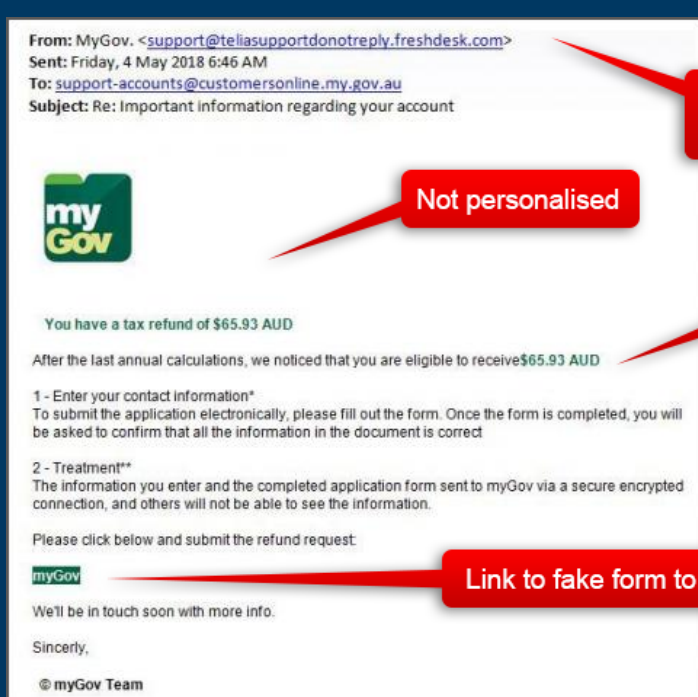 From: MyGov. <support@teliasupportdonotreply.freshdesk.com>
Sent: Friday, 4 May 2018 6:46 AM
To: support-accounts@customersonline.my.gov.au
Subject: Re: Important information regarding your account
my
Gov
Not personalised
You have a tax refund of $65.93 AUD
After the last annual calculations, we noticed that you are eligible to receive$65.93 AUD
1 - Enter your contact information*
To submit the application electronically, please fill out the form. Once the form is completed, you will
be asked to confirm that all the information in the document is correct
2 - Treatment**
The information you enter and the completed application form sent to myGov via a secure encrypted
connection, and others will not be able to see the information.
Please click below and submit the refund request:
myGov
Link to fake form to
We'll be in touch soon with more info.
Sincerely,
© myGov Team